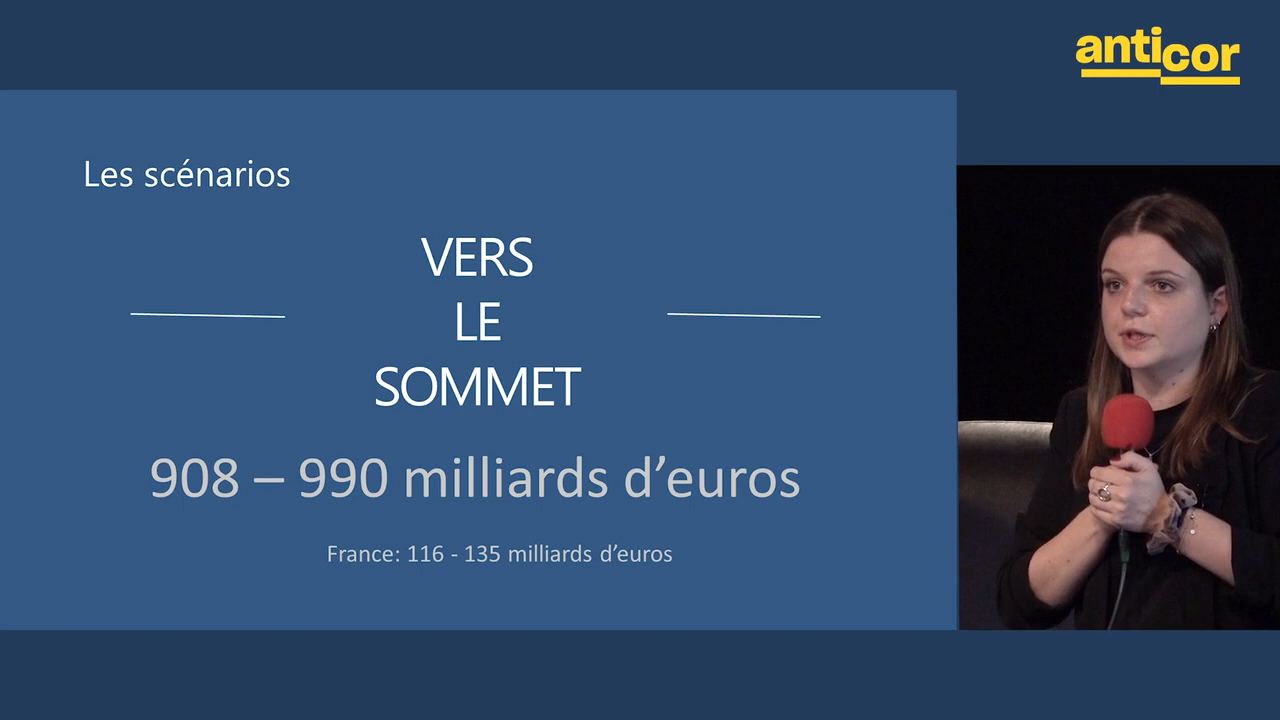 anticor
Les scénarios
VERS
LE
SOMMET
908 – 990 milliards d’euros
France: 116 - 135 milliards d’euros